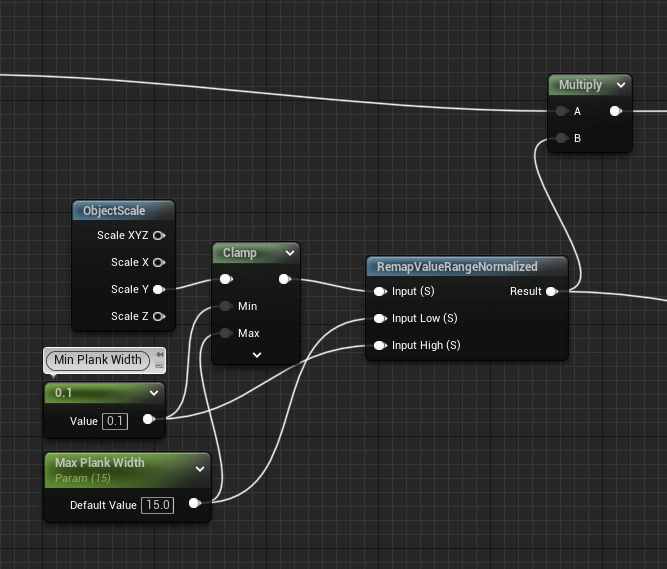 Multiply
A
B
ObjectScale
Scale XYZ
Scale X
Scale Y
Scale Z
Clamp
Min
Max
RemapValueRangeNormalized
Input (S)
Result
Input Low (S)
Input High (S)
Min Plank Width
0.1
Value 0.1
Max Plank Width
Param (15)
Default Value 15.0